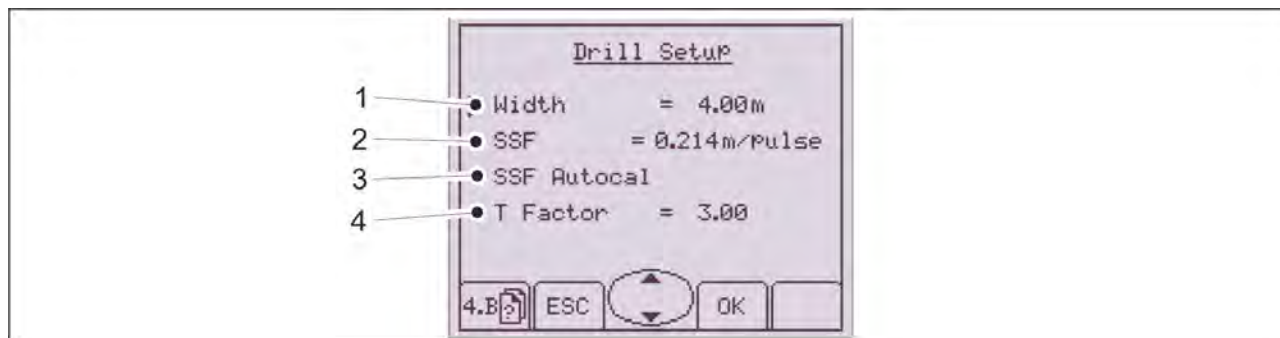 Drill Setup
1 Width = 4.00m
2 SSF = 0.214m/pulse
3 SSF Autocal
4 T Factor = 3.00
4.B? ESC OK